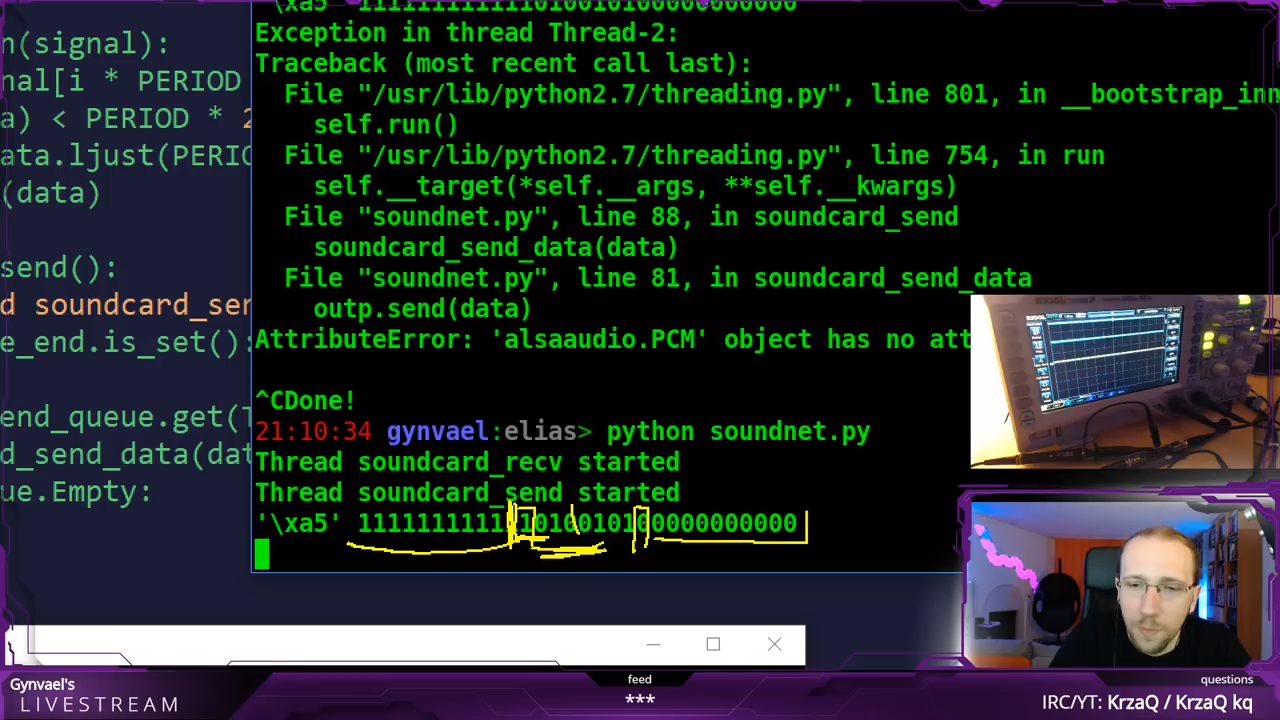 n(signal):
nal[i * PERIOD
a) < PERIOD * 2
ata.ljust(PERIO
(data)
send():
d soundcard_ser
e_end.is_set():
end_queue.get(T
d_send_data(dat
ue.Empty:
'\xa5' 111111111111010010100000000000
Exception in thread Thread-2:
Traceback (most recent call last):
File "/usr/lib/python2.7/threading.py", line 801, in __bootstrap_inn
self.run()
File "/usr/lib/python2.7/threading.py", line 754, in run
self.__target(*self.__args, **self.__kwargs)
File "soundnet.py", line 88, in soundcard_send
soundcard_send_data(data)
File "soundnet.py", line 81, in soundcard_send_data
outp.send(data)
AttributeError: 'alsaaudio.PCM' object has no att
^CDone!
21:10:34 gynvael:elias> python soundnet.py
Thread soundcard_recv started
Thread soundcard_send started
'\xa5' 111111111111010010100000000000
Gynvael's
LIVESTREAM
feed
***
questions
IRC/YT: KrzaQ / KrzaQ kq